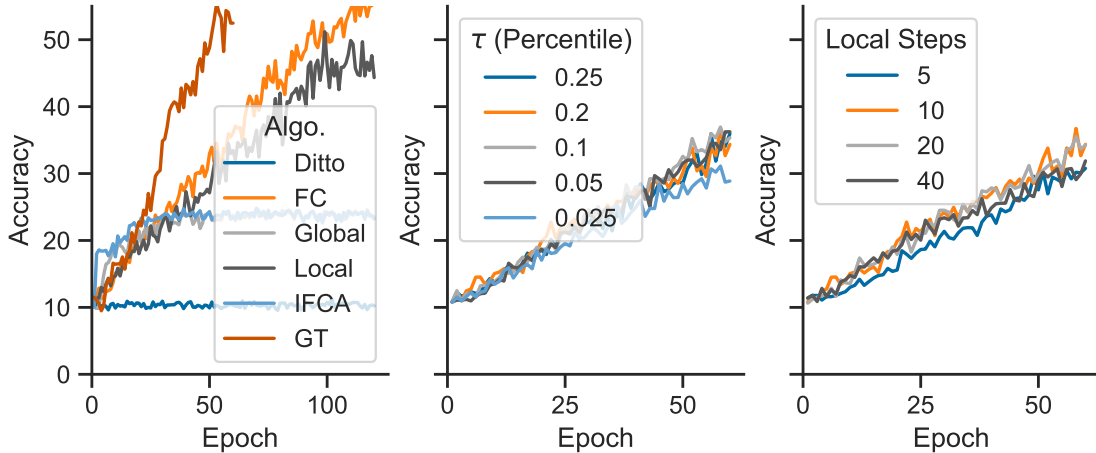 Accuracy
50
40
30
20
10
0
0
50
100
Epoch
Algo.
Ditto
FC
Global
Local
IFCA
GT
Accuracy
0
25
50
Epoch
τ (Percentile)
0.25
0.2
0.1
0.05
0.025
Accuracy
0
25
50
Epoch
Local Steps
5
10
20
40